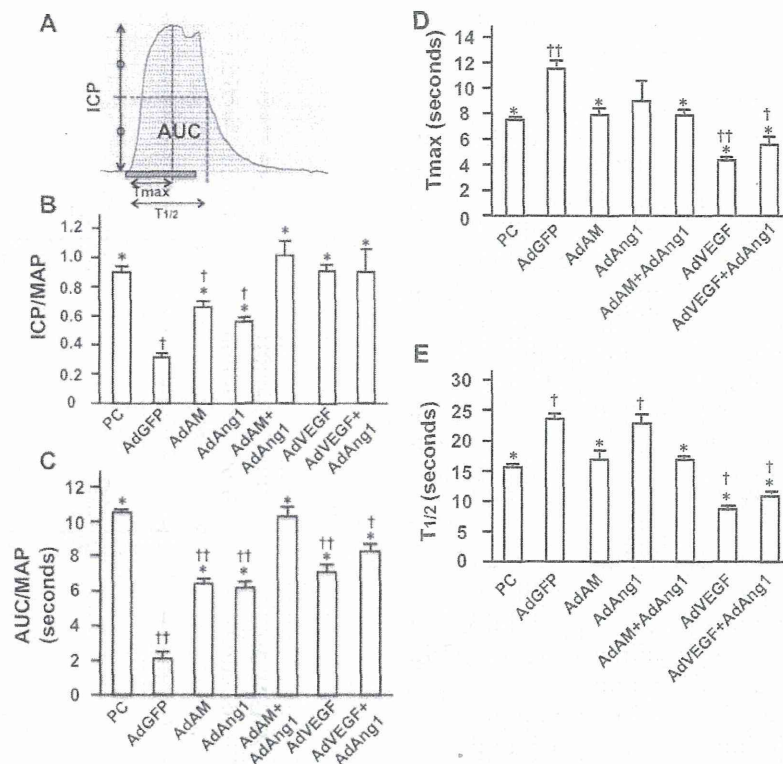 A
ICP
AUC
Tmax
T1/2
B
ICP/MAP
1.2
1.0
0.8
0.6
0.4
0.2
0
*
†
†
*
†
*
*
*
*
PC
AdGFP
AdAM
AdAng1
AdAM+
AdAng1
AdVEGF
AdVEGF+
AdAng1
C
AUC/MAP
(seconds)
12
10
8
6
4
2
0
*
††
††
*
††
*
*
††
*
†
*
PC
AdGFP
AdAM
AdAng1
AdAM+
AdAng1
AdVEGF
AdVEGF+
AdAng1
D
Tmax (seconds)
14
12
10
8
6
4
2
0
*
††
*
*
††
*
†
*
PC
AdGFP
AdAM
AdAng1
AdAM+AdAng1
AdVEGF
AdVEGF+AdAng1
E
T1/2 (seconds)
30
25
20
15
10
5
0
*
†
*
†
*
†
*
†
*
PC
AdGFP
AdAM
AdAng1
AdAM+AdAng1
AdVEGF
AdVEGF+AdAng1